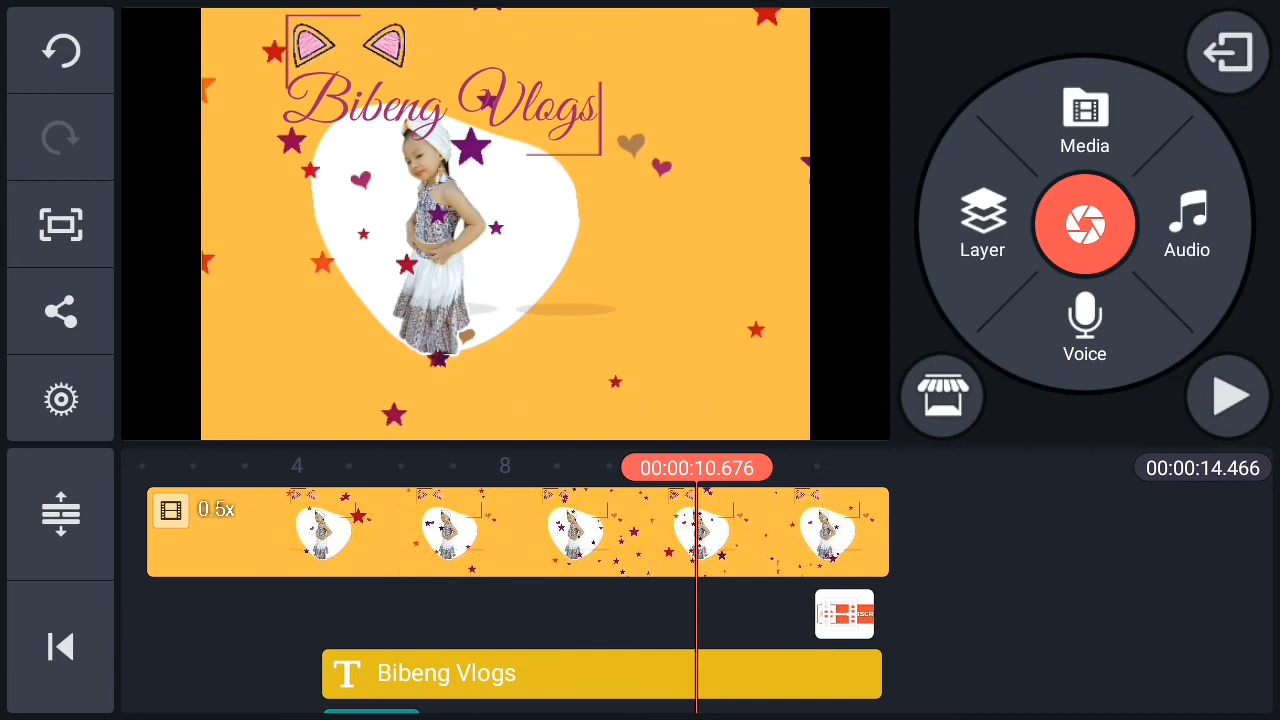 Bibeng Vlogs
Media
Layer
Audio
Voice
4
8
00:00:10.676
00:00:14.466
0.5x
T Bibeng Vlogs